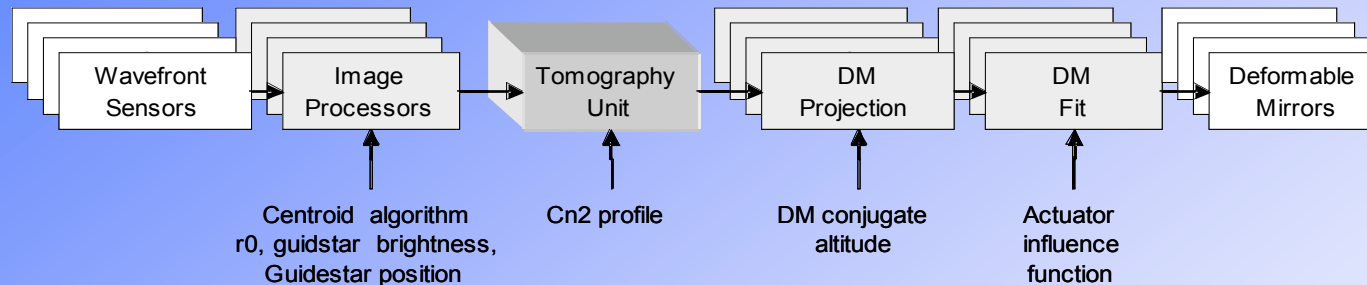 Wavefront
Sensors
Image
Processors
Tomography
Unit
DM
Projection
DM
Fit
Deformable
Mirrors
Centroid algorithm
r0, guidstar brightness,
Guidestar position
Cn2 profile
DM conjugate
altitude
Actuator
influence
function